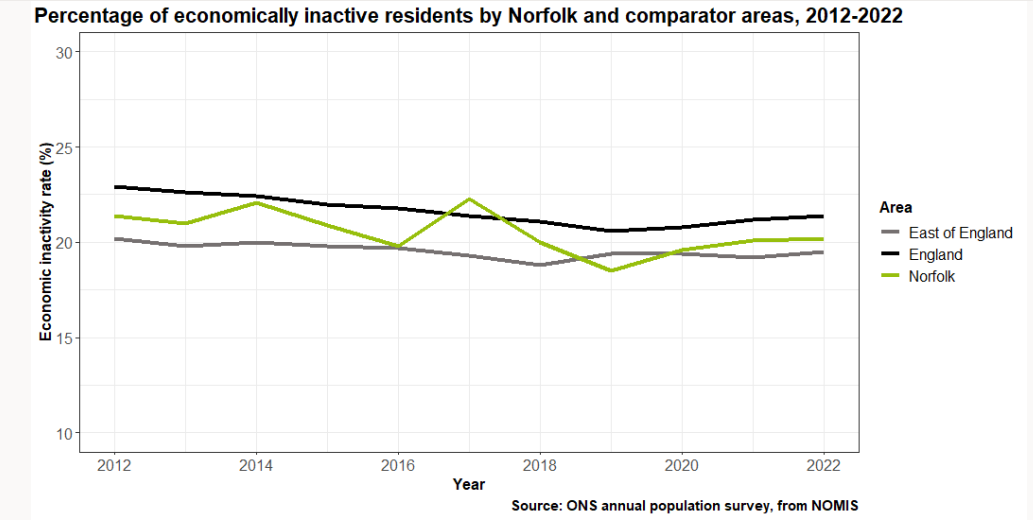 Percentage of economically inactive residents by Norfolk and comparator areas, 2012-2022
30
25
20
15
10
Economic inactivity rate (%)
2012 2014 2016 2018 2020 2022
Year
Area
East of England
England
Norfolk
Source: ONS annual population survey, from NOMIS